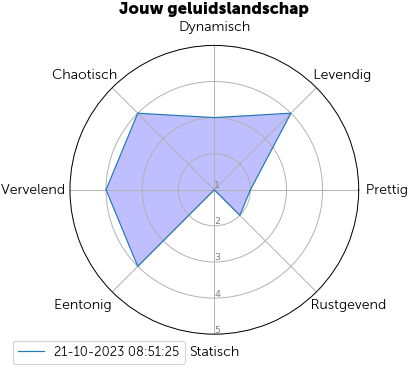 Jouw geluidslandschap
Dynamisch
Chaotisch
Levendig
Vervelend
1
Prettig
2
3
Eentonig
4
Rustgevend
5
21-10-2023 08:51:25
Statisch